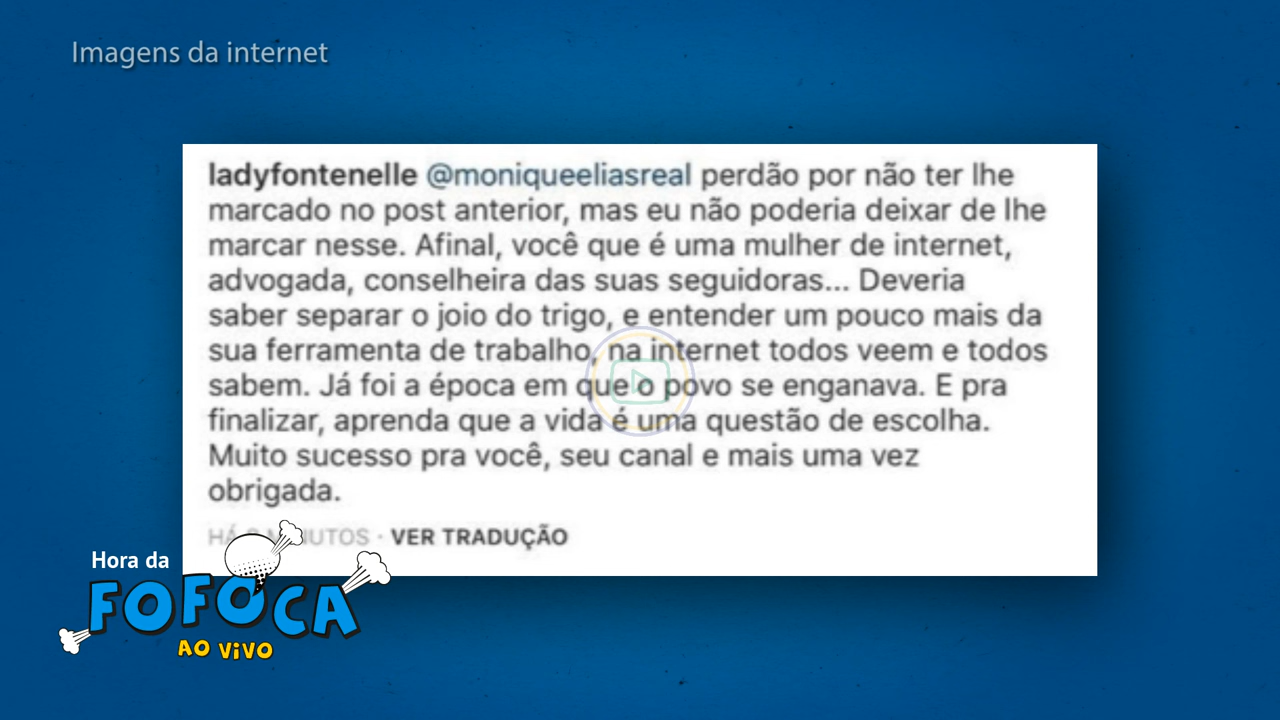 Imagens da internet
ladyfontenelle @moniqueeliasreal perdão por não ter lhe
marcado no post anterior, mas eu não poderia deixar de lhe
marcar nesse. Afinal, você que é uma mulher de internet,
advogada, conselheira das suas seguidoras... Deveria
saber separar o joio do trigo, e entender um pouco mais da
sua ferramenta de trabalho, na internet todos veem e todos
sabem. Já foi a época em que o povo se enganava. E pra
finalizar, aprenda que a vida é uma questão de escolha.
Muito sucesso pra você, seu canal e mais uma vez
obrigada.
HÁ MINUTOS · VER TRADUÇÃO
Hora da
FOFOCA
AO VIVO